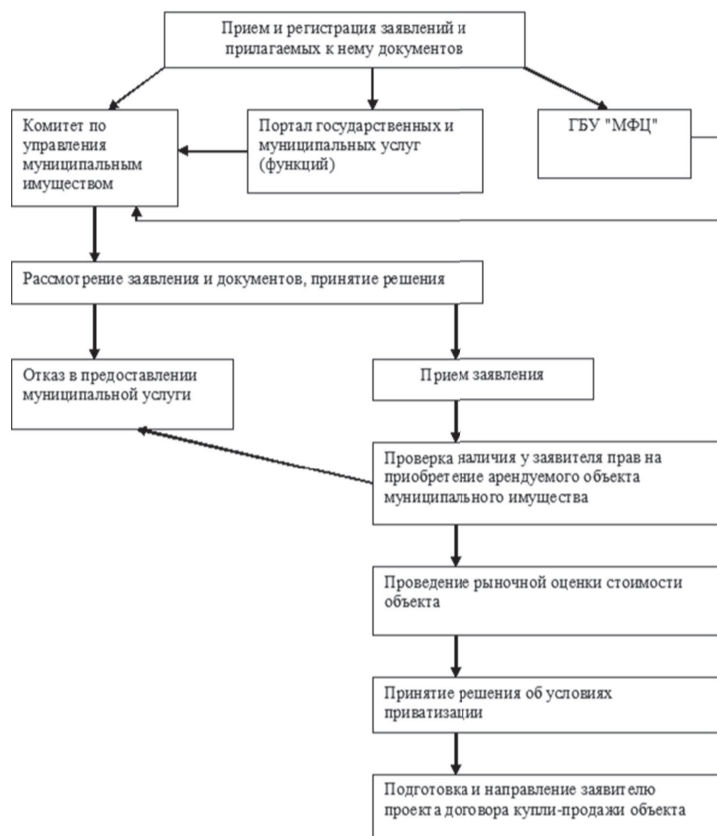 Прием и регистрация заявлений и
прилагаемых к нему документов
Комитет по
управления
муниципальным
имуществом
Портал государственных и
муниципальных услуг
(функций)
ГБУ "МФЦ"
Рассмотрение заявления и документов, принятие решения
Отказ в предоставлении
муниципальной услуги
Прием заявления
Проверка наличия у заявителя прав на
приобретение арендуемого объекта
муниципального имущества
Проведение рыночной оценки стоимости
объекта
Принятие решения об условиях
приватизации
Подготовка и направление заявителю
проекта договора купли-продажи объекта